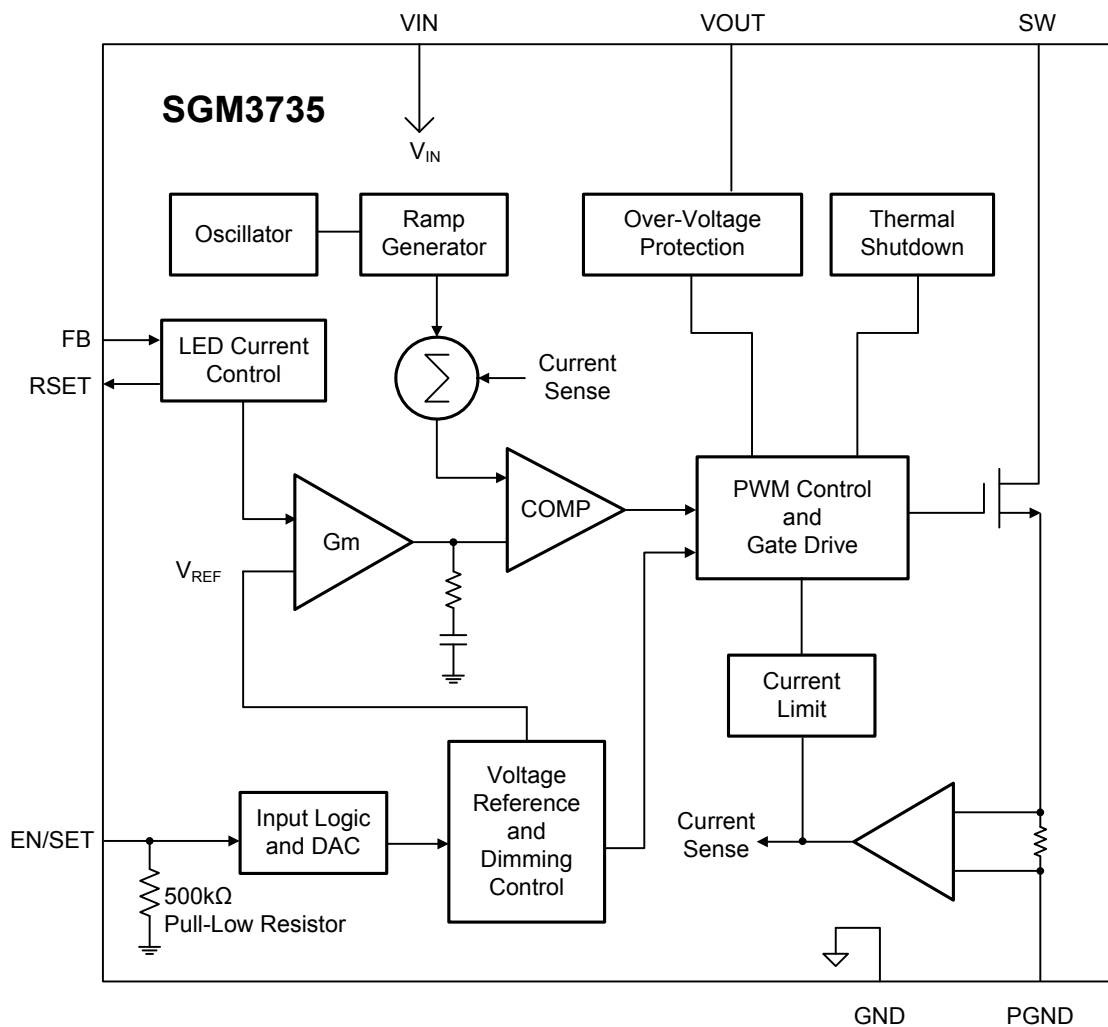 VIN
VOUT
SW
SGM3735
V_IN
Oscillator
Ramp
Generator
Over-Voltage
Protection
Thermal
Shutdown
FB
RSET
LED Current
Control
∑
Current
Sense
COMP
PWM Control
and
Gate Drive
Gm
V_REF
Current
Limit
Voltage
Reference
and
Dimming
Control
Input Logic
and DAC
EN/SET
Current
Sense
500kΩ
Pull-Low Resistor
GND
PGND